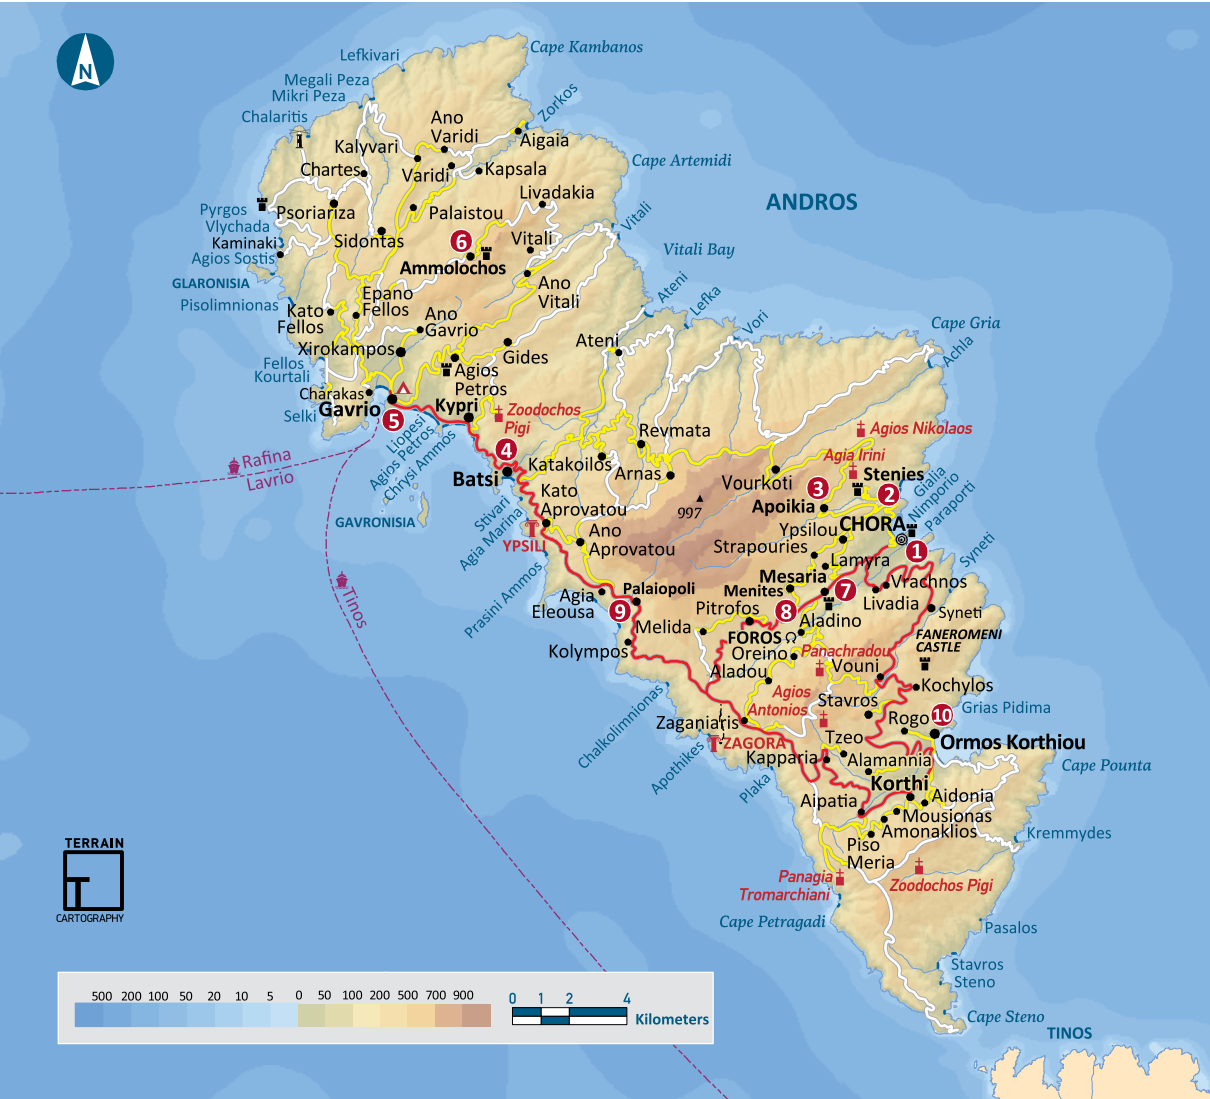 N
Cape Kambanos
Lefkivari
Megali Peza
Mikri Peza
Zorkos
Chalaritis
Ano
Varidi
Aigaia
Kalyvari
Cape Artemidi
Chartes
Varidi
Kapsala
Livadakia
ANDROS
Pyrgos
Vlychada
Psoriariza
Palaistou
Vitali
Kaminaki
Agios Sostis
Sidontas
6
Vitali
Vitali Bay
Ammolochos
GLARONISIA
Pisolimnionas
Epano
Fellos
Ano
Vitali
Ateni
Lefka
Kato
Fellos
Ano
Gavrio
Vori
Cape Gria
Xirokampos
Gides
Ateni
Achla
Fellos
Kourtali
Agios
Petros
Charakas
Selki
Gavrio
5
Kypri
Zoodochos
Pigi
Liopesi
Agios Petros
Chrysi Ammos
Revmata
Agios Nikolaos
Rafina
Lavrio
4
Batsi
Katakoilos
Arnas
Agia Irini
Stenies
Vourkoti
3
2
Gialia
Nimporio
Paraporti
GAVRONISIA
Kato
Aprovatou
997
Apoikia
Stivari
Agia Marina
YPSILI
Ano
Aprovatou
Ypsilou
CHORA
Strapouries
1
Syneti
Lamyra
Prasini Ammos
Tinos
Mesaria
Vrachnos
Agia
Eleousa
Palaiopoli
Menites
7
Livadia
9
Pitrofos
8
Syneti
Melida
Aladino
FOROS
FANEROMENI
CASTLE
Kolympos
Oreino
Panachradou
Aladou
Vouni
Kochylos
Chalkolimnionas
Agios
Antonios
Stavros
Grias Pidima
Zaganiaris
Rogo
10
Apothikes
ZAGORA
Tzeo
Ormos Korthiou
Kapparia
Alamannia
Cape Pounta
Plaka
Korthi
Aipatia
Aidonia
Mousionas
Amonaklios
Kremmydes
Piso
Meria
Panagia
Tromarchiani
Zoodochos Pigi
Cape Petragadi
Pasalos
Stavros
Steno
Cape Steno
TINOS
TERRAIN
T
CARTOGRAPHY
500 200 100 50 20 10 5 0 50 100 200 500 700 900
0 1 2 4
Kilometers